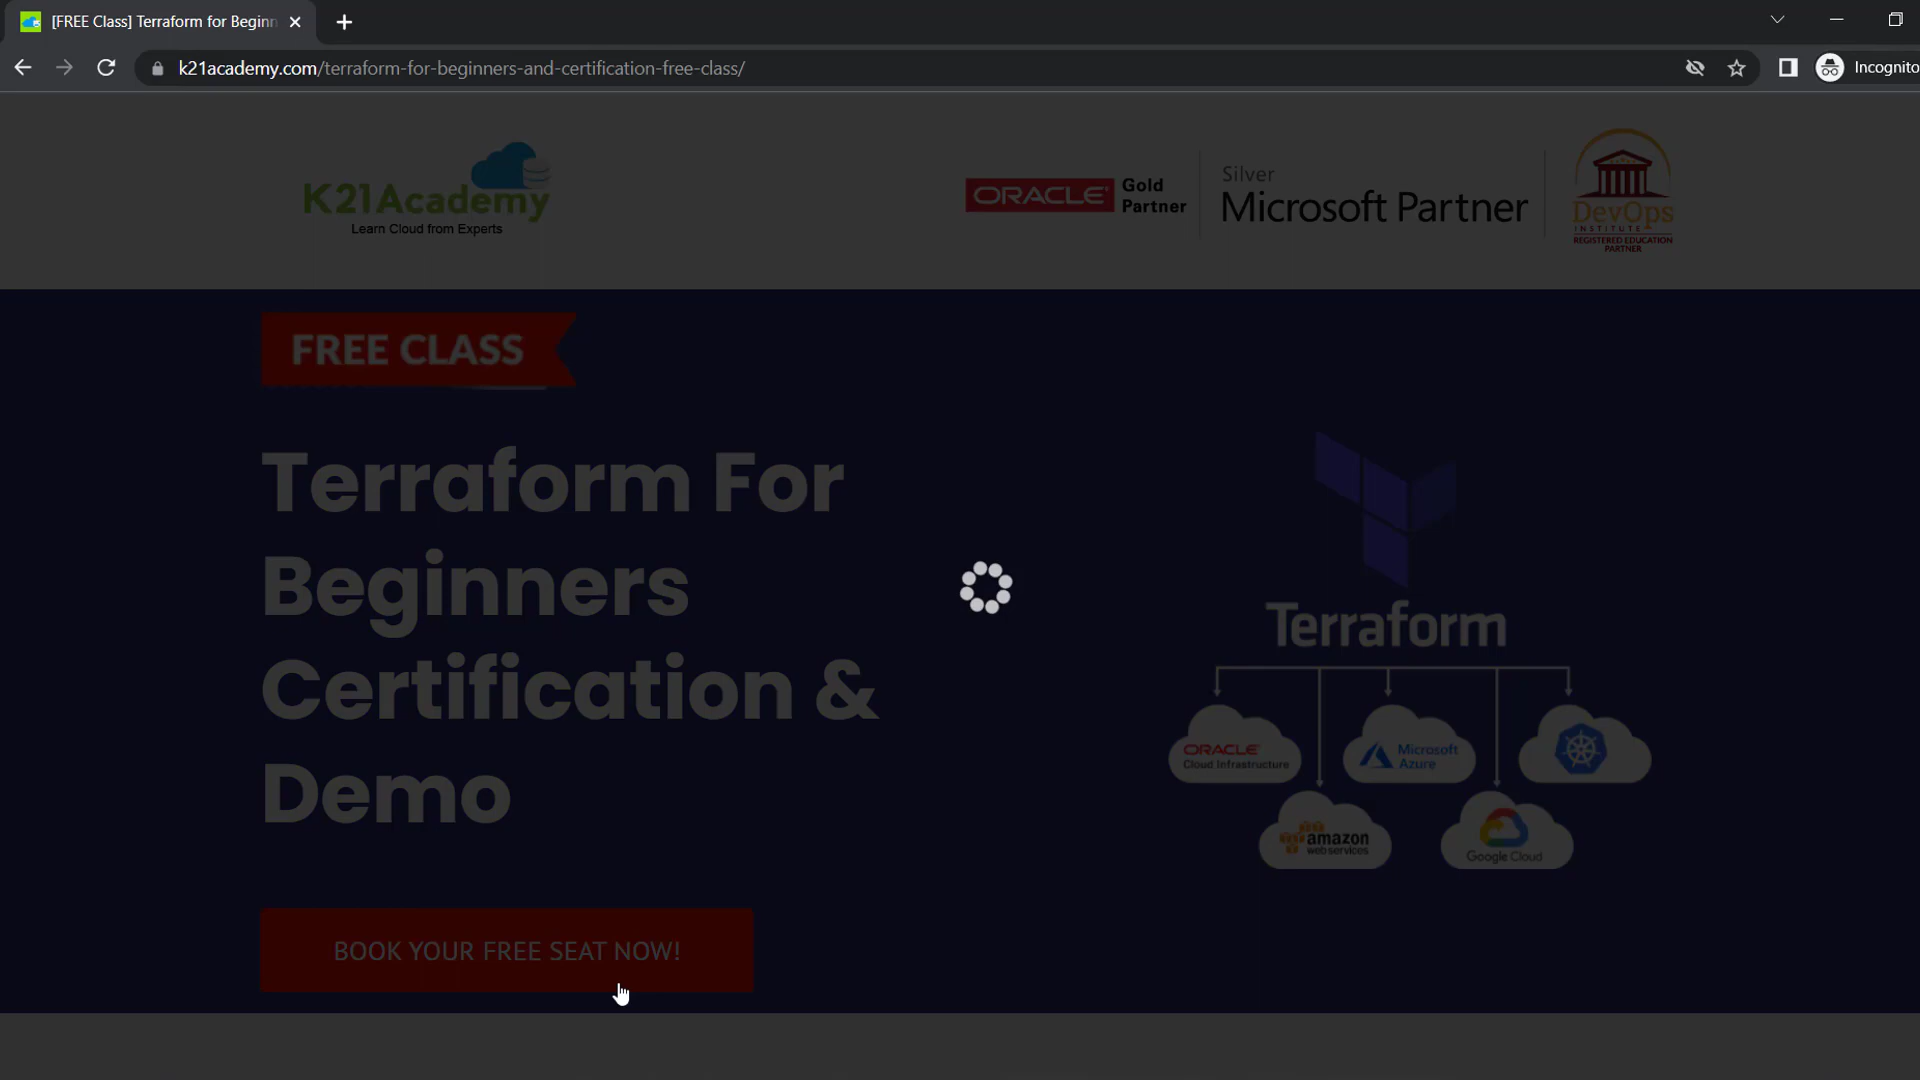 [FREE Class] Terraform for Beginn
k21academy.com/terraform-for-beginners-and-certification-free-class/
Incognito
K21Academy
Learn Cloud from Experts
ORACLE Gold Partner
Silver
Microsoft Partner
DevOps
INSTITUTE
REGISTERED EDUCATION
PARTNER
FREE CLASS
Terraform For
Beginners
Certification &
Demo
BOOK YOUR FREE SEAT NOW!
Terraform
ORACLE
Cloud Infrastructure
Microsoft
Azure
amazon
web services
Google Cloud